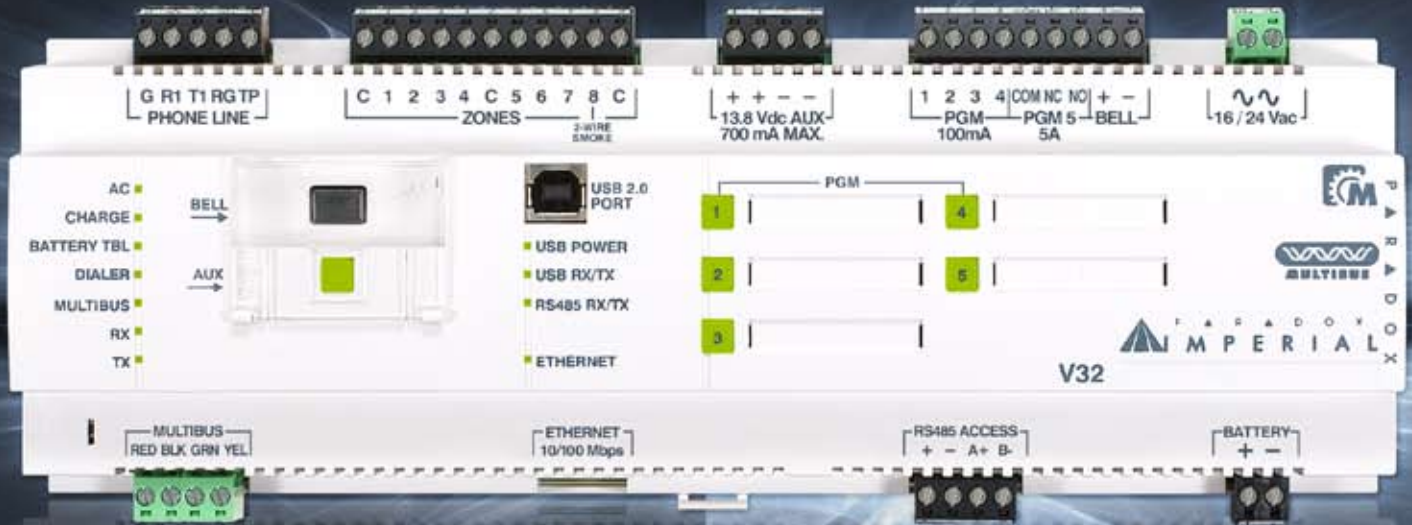 G R1 T1 RG TP
PHONE LINE
C 1 2 3 4 C 5 6 7 8 C
ZONES
2-WIRE
SMOKE
+ + - -
13.8 Vdc AUX
700 mA MAX.
1 2 3 4 COM NC NO + -
PGM
100mA
PGM 5
5A
BELL
16 / 24 Vac
AC
CHARGE
BATTERY TBL
DIALER
MULTIBUS
RX
TX
BELL
AUX
USB 2.0
PORT
USB POWER
USB RX/TX
RS485 RX/TX
ETHERNET
PGM
1
2
3
4
5
M
MULTIBUS
PARADOX
PARADOX
IMPERIAL
V32
MULTIBUS
RED BLK GRN YEL
ETHERNET
10/100 Mbps
RS485 ACCESS
+ - A+ B-
BATTERY
+ -